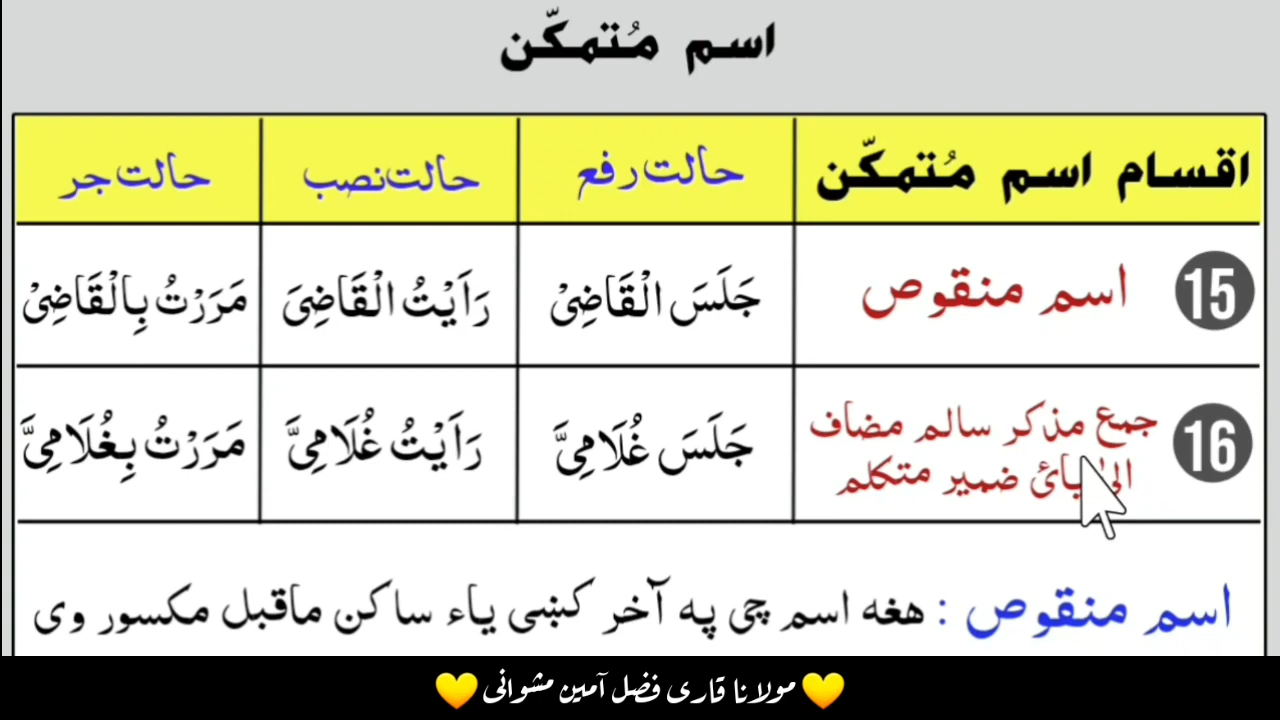 اسم مُتمکّن
اقسام اسم مُتمکّن حالت رفع حالت نصب حالت جر
15 اسم منقوص جَلَسَ الْقَاضِیْ رَاَیْتُ الْقَاضِیَ مَرَرْتُ بِالْقَاضِیْ
16 جمع مذکر سالم مضاف جَلَسَ غُلَامِیَّ رَاَیْتُ غُلَامِیَّ مَرَرْتُ بِغُلَامِیَّ
ضمیر متکلم
اسم منقوص : هغه اسم چی په آخر کښی یاء ساکن ماقبل مکسور وی
💛 مولانا قاری فضل آمین مشوانی 💛